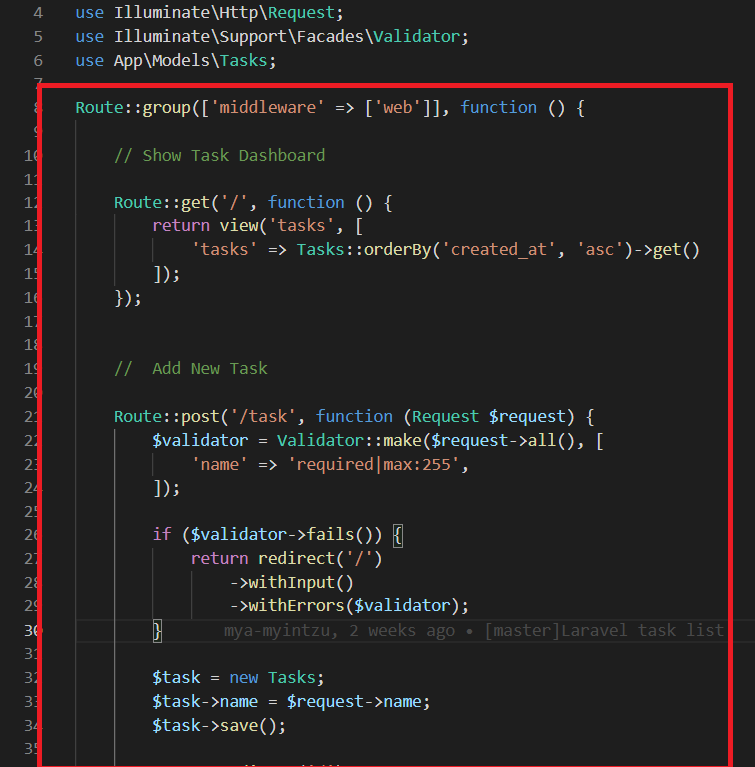 4 use Illuminate\Http\Request;
5 use Illuminate\Support\Facades\Validator;
6 use App\Models\Tasks;
7
8 Route::group(['middleware' => ['web']], function () {
9
10 // Show Task Dashboard
11
12 Route::get('/', function () {
13 return view('tasks', [
14 'tasks' => Tasks::orderBy('created_at', 'asc')->get()
15 ]);
16 });
17
18
19 //  Add New Task
20
21 Route::post('/task', function (Request $request) {
22 $validator = Validator::make($request->all(), [
23 'name' => 'required|max:255',
24 ]);
25
26 if ($validator->fails()) {
27 return redirect('/')
28 ->withInput()
29 ->withErrors($validator);
30 } mya-myintzu, 2 weeks ago • [master]Laravel task list
31
32 $task = new Tasks;
33 $task->name = $request->name;
34 $task->save();
35